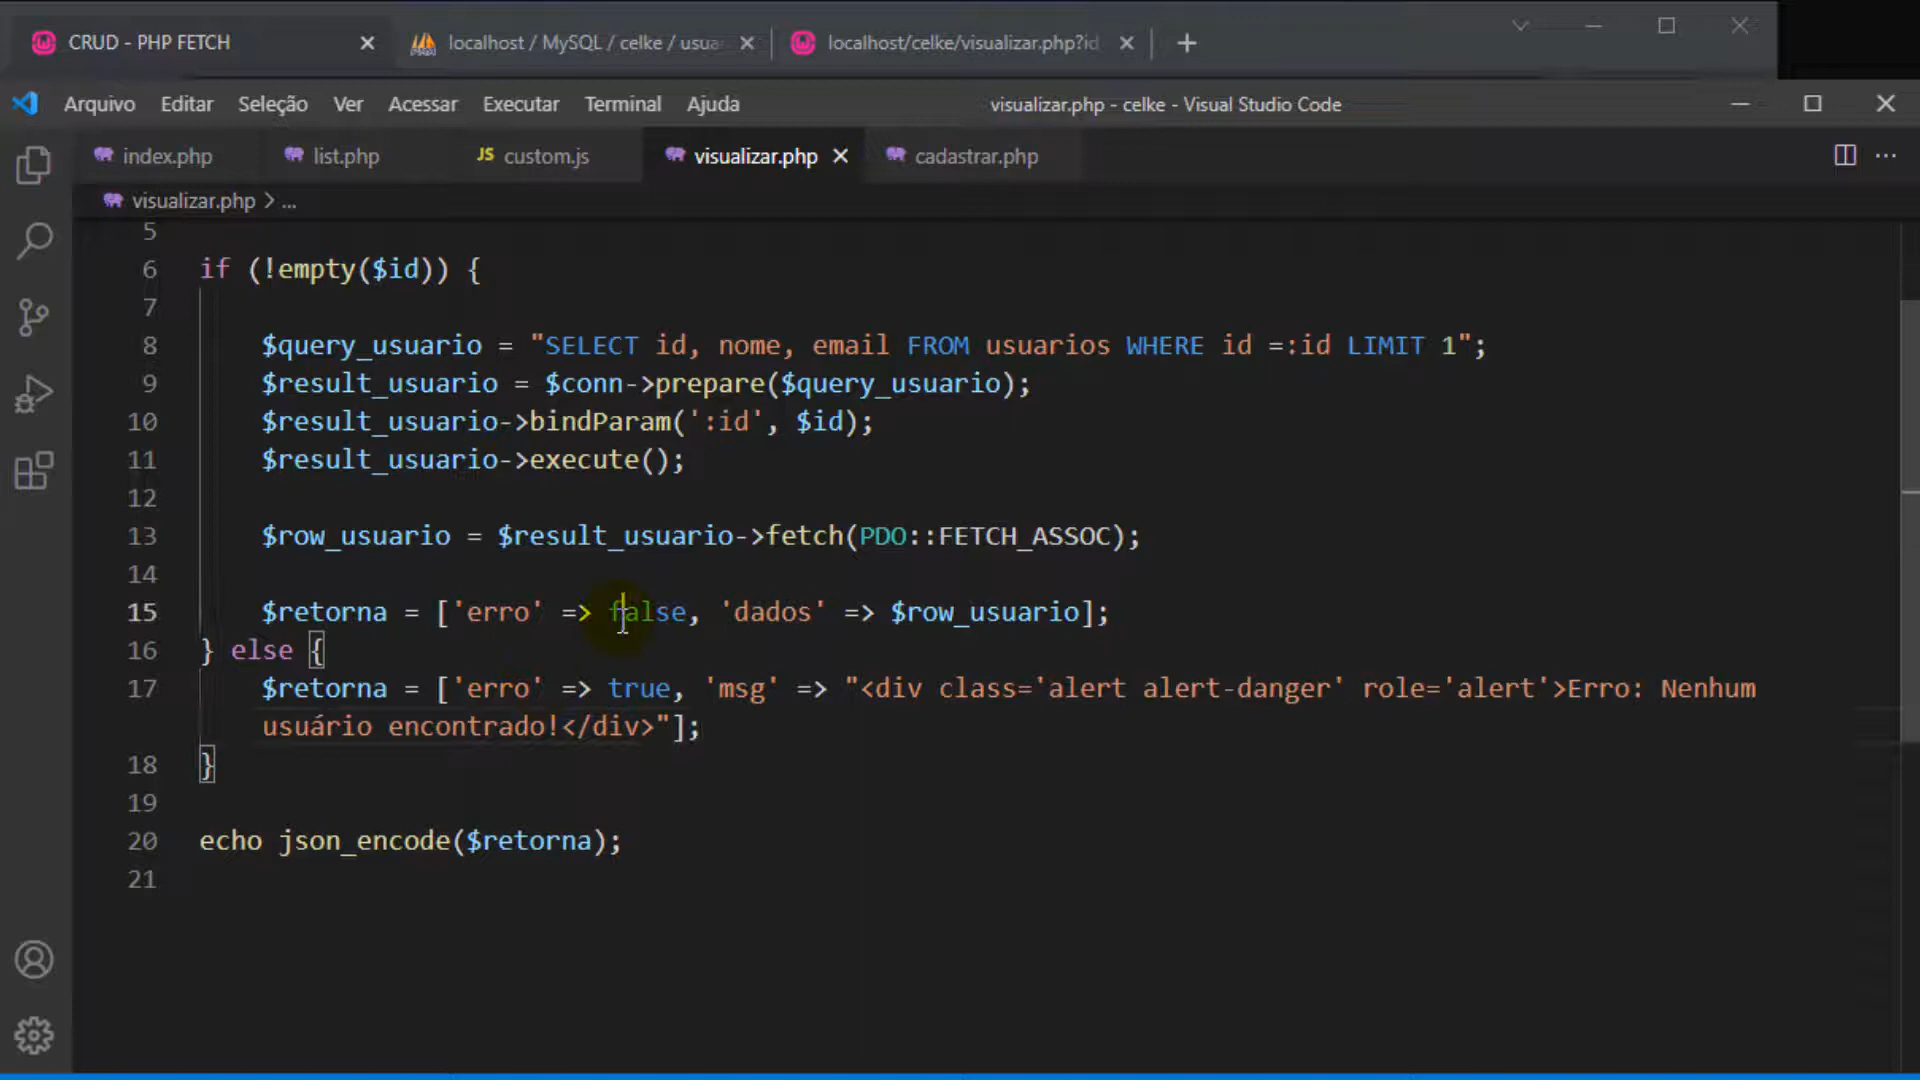 CRUD - PHP FETCH
localhost / MySQL / celke / usua
localhost/celke/visualizar.php?id
Arquivo Editar Seleção Ver Acessar Executar Terminal Ajuda
visualizar.php - celke - Visual Studio Code
index.php
list.php
JS custom.js
visualizar.php
cadastrar.php
visualizar.php > ...
5
6 if (!empty($id)) {
7
8 $query_usuario = "SELECT id, nome, email FROM usuarios WHERE id =:id LIMIT 1";
9 $result_usuario = $conn->prepare($query_usuario);
10 $result_usuario->bindParam(':id', $id);
11 $result_usuario->execute();
12
13 $row_usuario = $result_usuario->fetch(PDO::FETCH_ASSOC);
14
15 $retorna = ['erro' => false, 'dados' => $row_usuario];
16 } else {
17 $retorna = ['erro' => true, 'msg' => "<div class='alert alert-danger' role='alert'>Erro: Nenhum
usuário encontrado!</div>"];
18 }
19
20 echo json_encode($retorna);
21